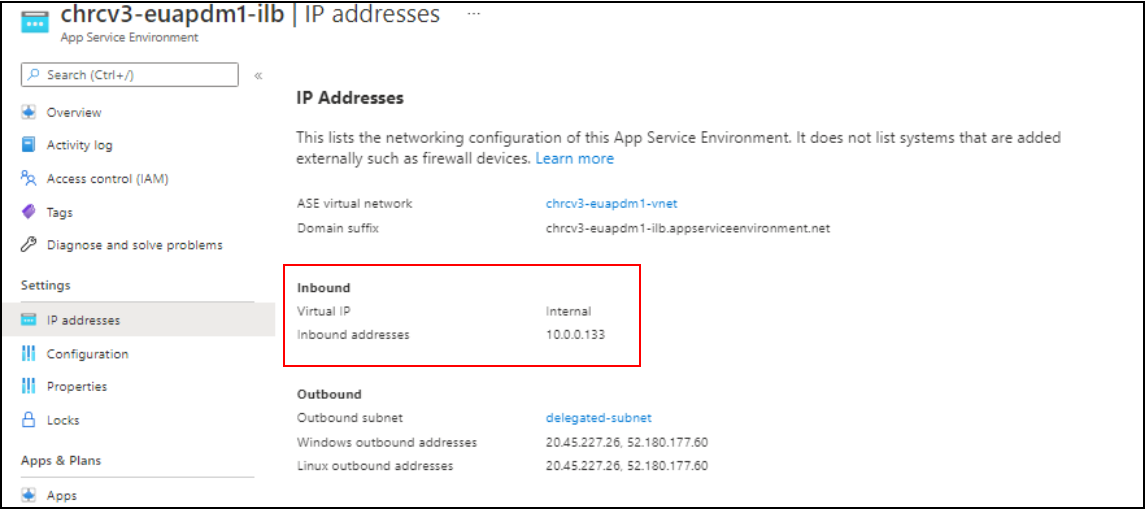 chrcv3-euapdm1-ilb | IP addresses ...
App Service Environment
Search (Ctrl+/)
«
Overview
Activity log
Access control (IAM)
Tags
Diagnose and solve problems
Settings
IP addresses
Configuration
Properties
Locks
Apps & Plans
Apps
IP Addresses
This lists the networking configuration of this App Service Environment. It does not list systems that are added
externally such as firewall devices. Learn more
ASE virtual network chrcv3-euapdm1-vnet
Domain suffix chrcv3-euapdm1-ilb.appserviceenvironment.net
Inbound
Virtual IP Internal
Inbound addresses 10.0.0.133
Outbound
Outbound subnet delegated-subnet
Windows outbound addresses 20.45.227.26, 52.180.177.60
Linux outbound addresses 20.45.227.26, 52.180.177.60